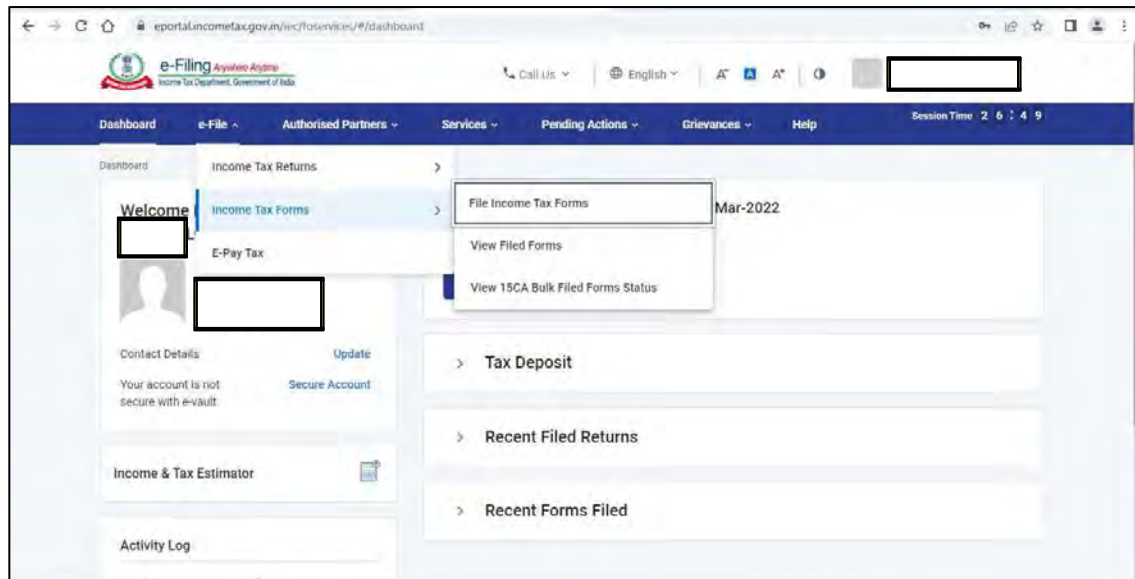 eportal.incometax.gov.in/iec/foservices/#/dashboard
e-Filing Anywhere Anytime
Income Tax Department, Government of India
Call Us
English
A-
A
A+
Dashboard
e-File
Authorised Partners
Services
Pending Actions
Grievances
Help
Session Time 2 6 : 4 9
Dashboard
Income Tax Returns
Income Tax Forms
E-Pay Tax
File Income Tax Forms
View Filed Forms
View 15CA Bulk Filed Forms Status
Welcome
Mar-2022
Contact Details
Update
Your account is not
secure with e-vault
Secure Account
Income & Tax Estimator
Activity Log
Tax Deposit
Recent Filed Returns
Recent Forms Filed